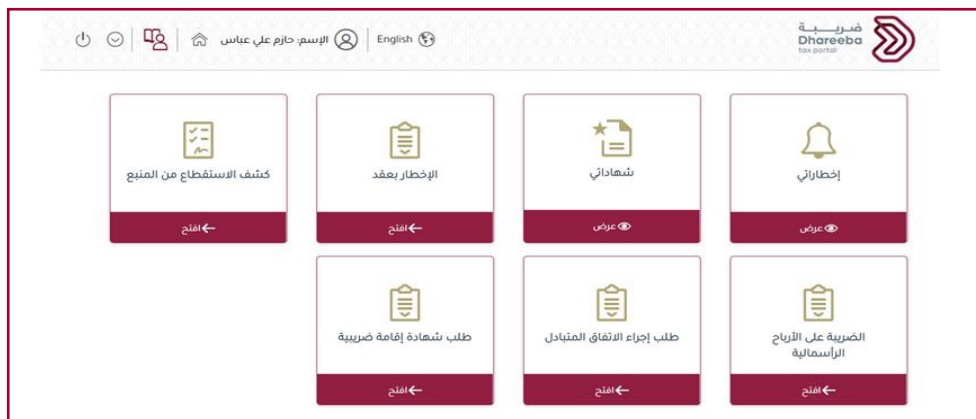 ضريبة
Dhareeba
tax portal
English
الإسم: حازم علي عباس
إخطاراتي
عرض
شهاداتي
عرض
الإخطار بعقد
افتح
كشف الاستقطاع من المنبع
افتح
الضريبة على الأرباح
الرأسمالية
افتح
طلب إجراء الاتفاق المتبادل
افتح
طلب شهادة إقامة ضريبية
افتح